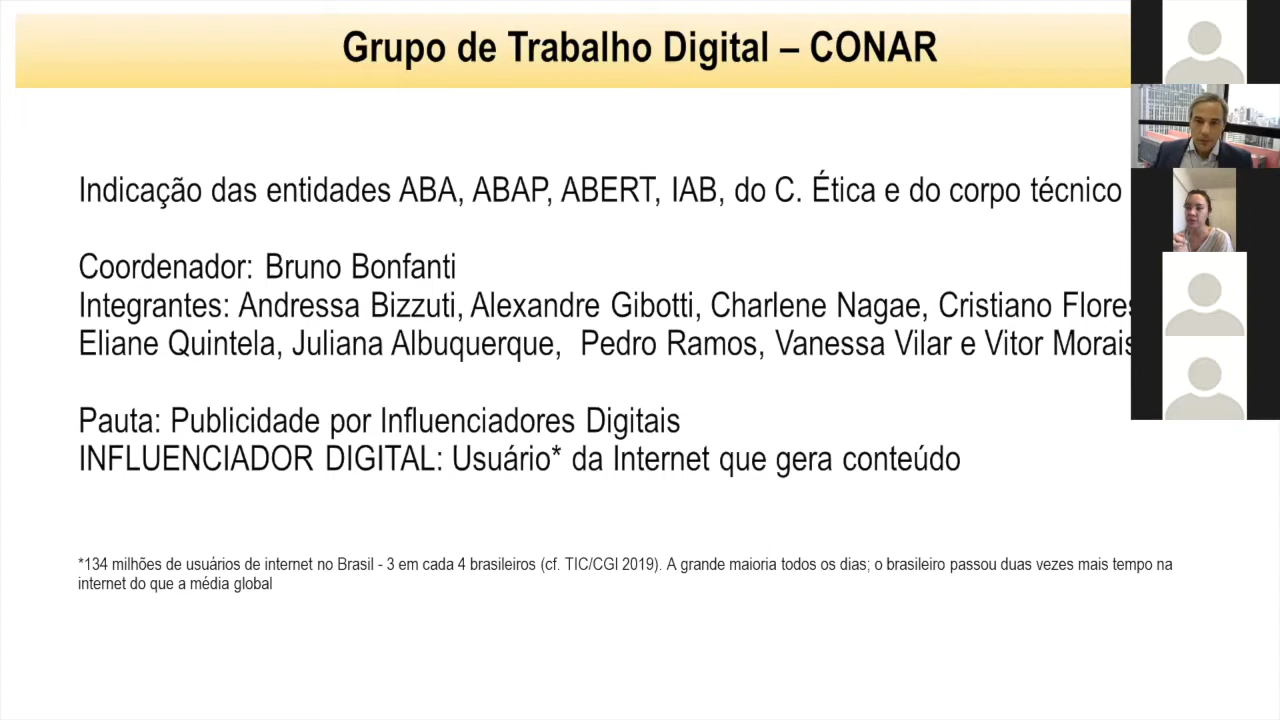 Grupo de Trabalho Digital – CONAR
Indicação das entidades ABA, ABAP, ABERT, IAB, do C. Ética e do corpo técnico
Coordenador: Bruno Bonfanti
Integrantes: Andressa Bizzuti, Alexandre Gibotti, Charlene Nagae, Cristiano Flores
Eliane Quintela, Juliana Albuquerque, Pedro Ramos, Vanessa Vilar e Vitor Morais
Pauta: Publicidade por Influenciadores Digitais
INFLUENCIADOR DIGITAL: Usuário* da Internet que gera conteúdo
*134 milhões de usuários de internet no Brasil - 3 em cada 4 brasileiros (cf. TIC/CGI 2019). A grande maioria todos os dias; o brasileiro passou duas vezes mais tempo na
internet do que a média global